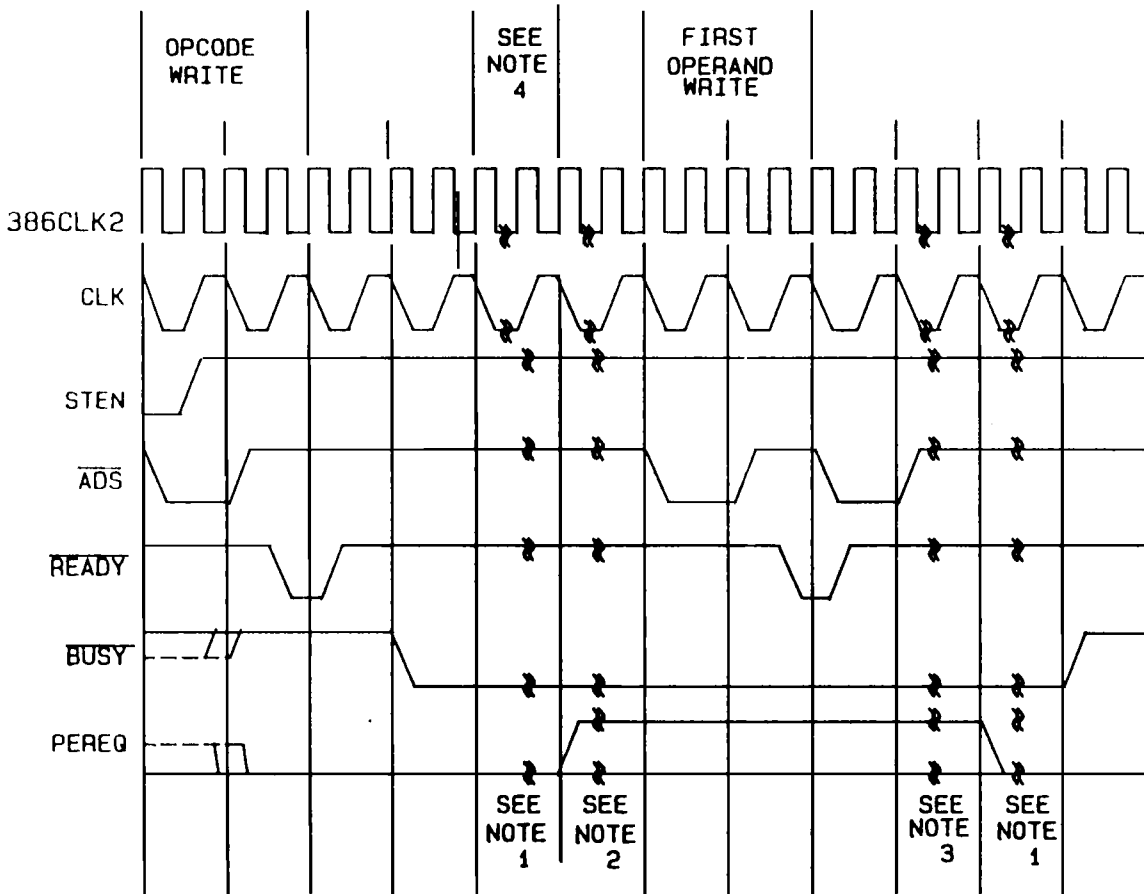 OPCODE
WRITE
SEE
NOTE
4
FIRST
OPERAND
WRITE
386CLK2
CLK
STEN
ADS
READY
BUSY
PEREQ
SEE
NOTE
1
SEE
NOTE
2
SEE
NOTE
3
SEE
NOTE
1